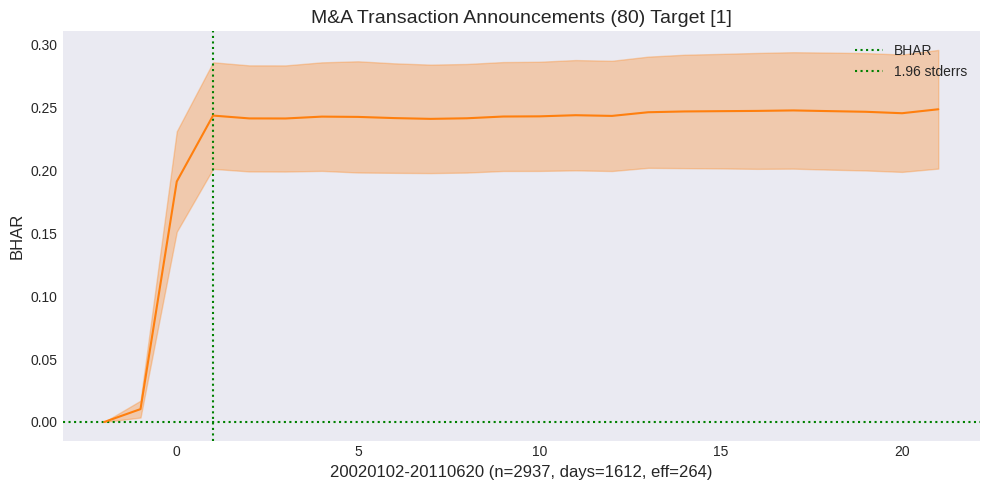 M&A Transaction Announcements (80) Target [1]
BHAR
1.96 stderrs
BHAR
0.30
0.25
0.20
0.15
0.10
0.05
0.00
0 5 10 15 20
20020102-20110620 (n=2937, days=1612, eff=264)